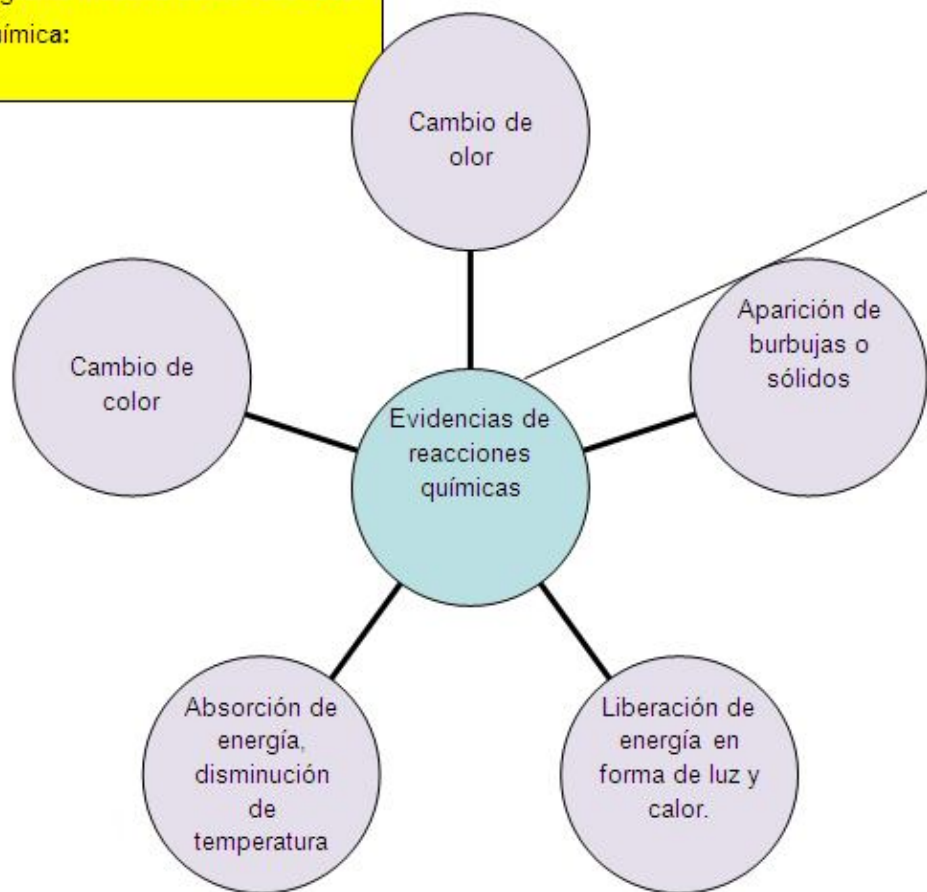 Cambio de
olor
Aparición de
burbujas o
sólidos
Cambio de
color
Evidencias de
reacciones
químicas
Absorción de
energía,
disminución
de
temperatura
Liberación de
energía en
forma de luz y
calor.